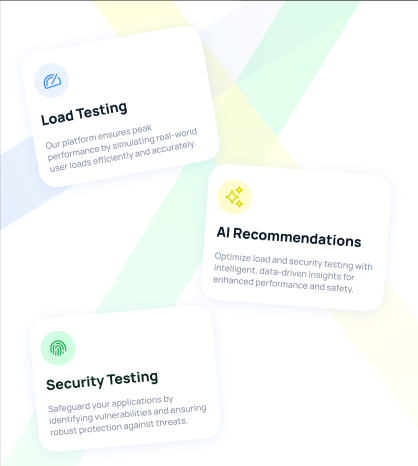 Load Testing
Our platform ensures peak
performance by simulating real-world
user loads efficiently and accurately.
AI Recommendations
Optimize load and security testing with
intelligent, data-driven insights for
enhanced performance and safety.
Security Testing
Safeguard your applications by
identifying vulnerabilities and ensuring
robust protection against threats.